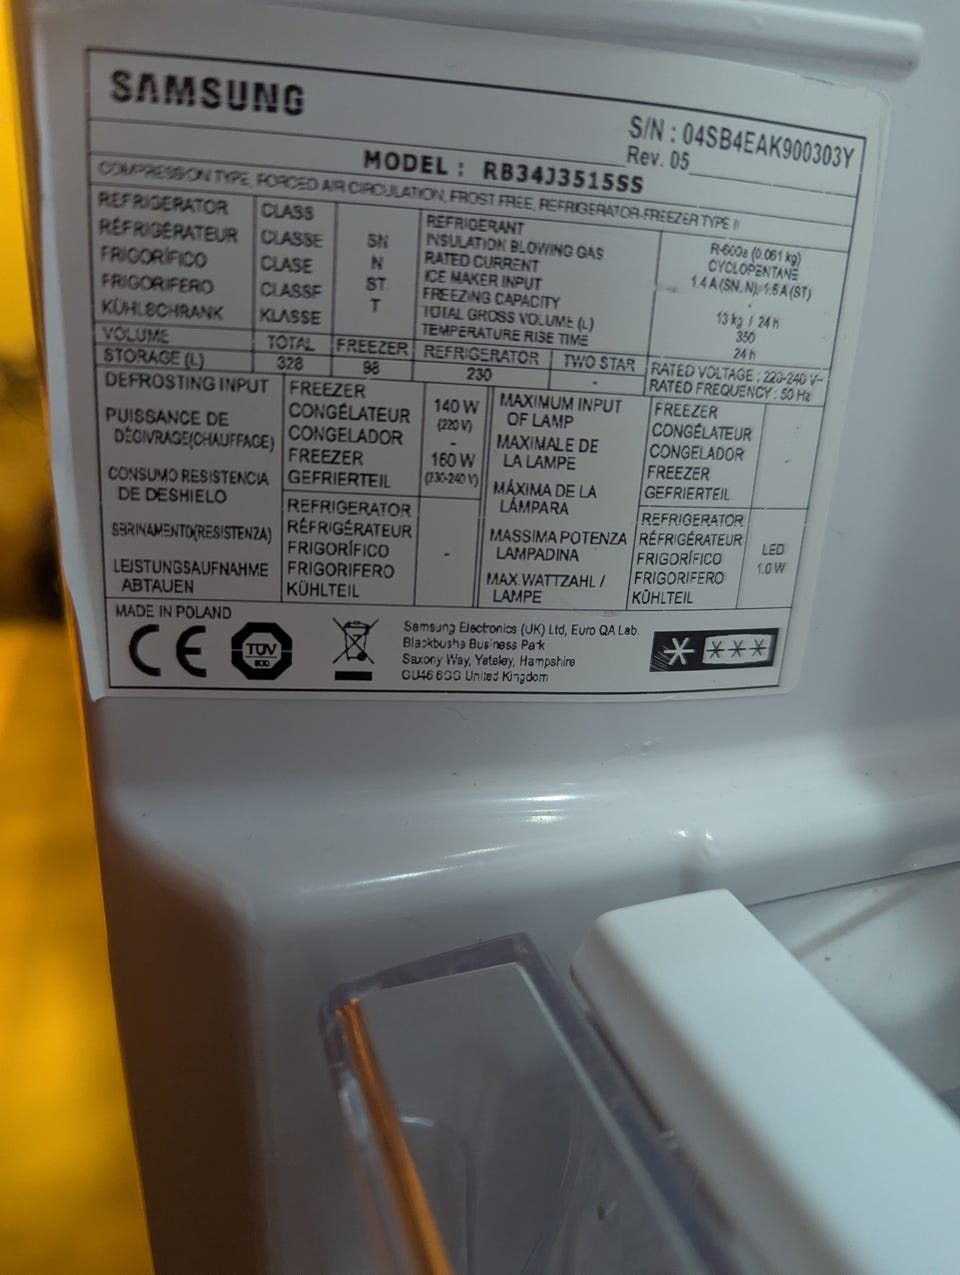 SAMSUNG
S/N : 04SB4EAK900303Y
Rev. 05
MODEL : RB34J3515SS
COMPRESSION TYPE, FORCED AIR CIRCULATION, FROST FREE, REFRIGERATOR-FREEZER TYPE II
REFRIGERATOR CLASS
RÉFRIGÉRATEUR CLASSE SN
FRIGORÍFICO CLASE N
FRIGORIFERO CLASSE ST
KÜHLSCHRANK KLASSE T
REFRIGERANT R-600a (0.061 kg)
INSULATION BLOWING GAS CYCLOPENTANE
RATED CURRENT 1.4 A (SN, N), 1.5 A (ST)
ICE MAKER INPUT -
FREEZING CAPACITY 13 kg / 24 h
TOTAL GROSS VOLUME (L) 350
TEMPERATURE RISE TIME 24 h
VOLUME TOTAL FREEZER REFRIGERATOR TWO STAR
STORAGE (L) 328 98 230 -
RATED VOLTAGE : 220-240 V~
RATED FREQUENCY : 50 Hz
DEFROSTING INPUT
PUISSANCE DE
DÉGIVRAGE(CHAUFFAGE)
CONSUMO RESISTENCIA
DE DESHIELO
SBRINAMENTO(RESISTENZA)
LEISTUNGSAUFNAHME
ABTAUEN
FREEZER
CONGÉLATEUR
CONGELADOR
FREEZER
GEFRIERTEIL
140 W
(220 V)
-
160 W
(230-240 V)
REFRIGERATOR
RÉFRIGÉRATEUR
FRIGORÍFICO
FRIGORIFERO
KÜHLTEIL
-
MAXIMUM INPUT
OF LAMP
MAXIMALE DE
LA LAMPE
MÁXIMA DE LA
LÁMPARA
MASSIMA POTENZA
LAMPADINA
MAX. WATTZAHL /
LAMPE
FREEZER
CONGÉLATEUR
CONGELADOR
FREEZER
GEFRIERTEIL
-
REFRIGERATOR
RÉFRIGÉRATEUR
FRIGORÍFICO
FRIGORIFERO
KÜHLTEIL
LED
1.0 W
MADE IN POLAND
CE
TÜV
Samsung Electronics (UK) Ltd, Euro QA Lab.
Blackbushe Business Park
Saxony Way, Yateley, Hampshire
GU46 6GG United Kingdom